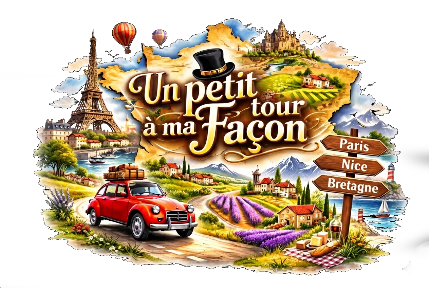 Un petit tour
à ma Façon
Paris
Nice
Bretagne